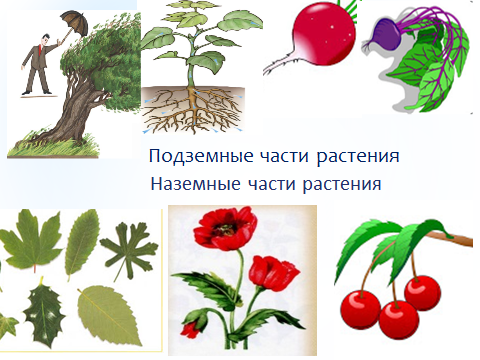 Подземные части растения
Наземные части растения